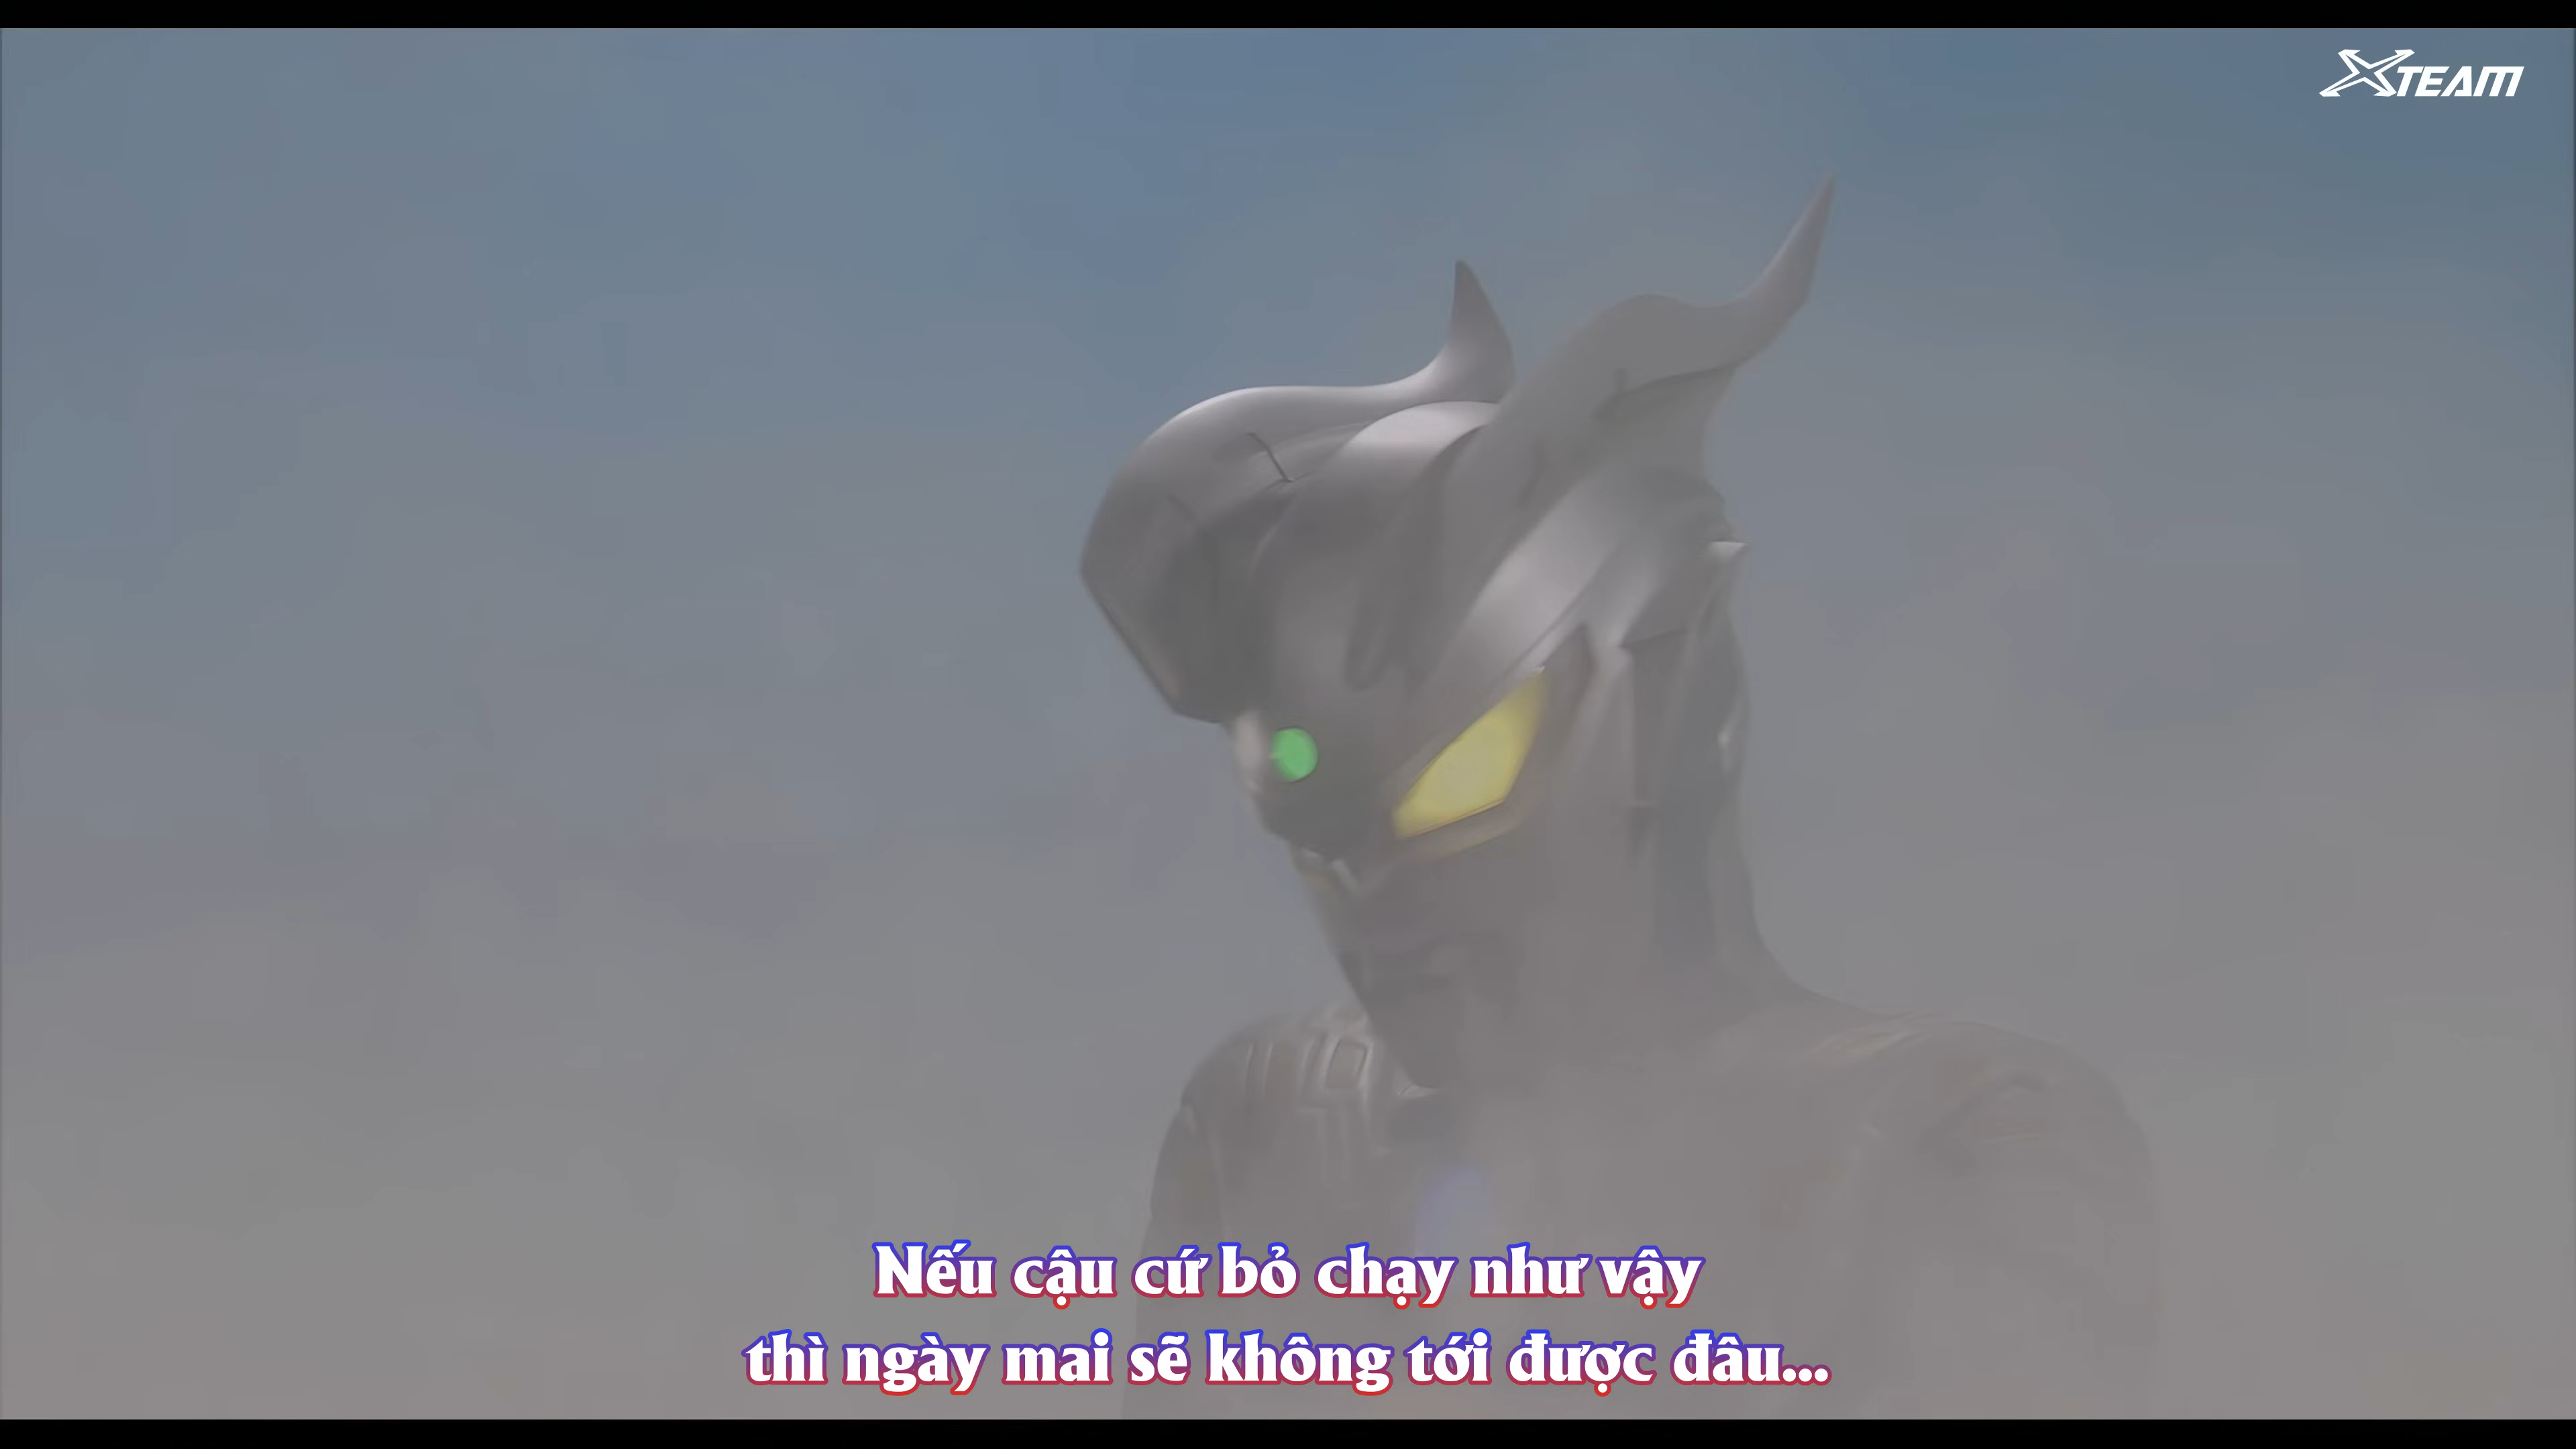 XTEAM
Nếu cậu cứ bỏ chạy như vậy
thì ngày mai sẽ không tới được đâu...